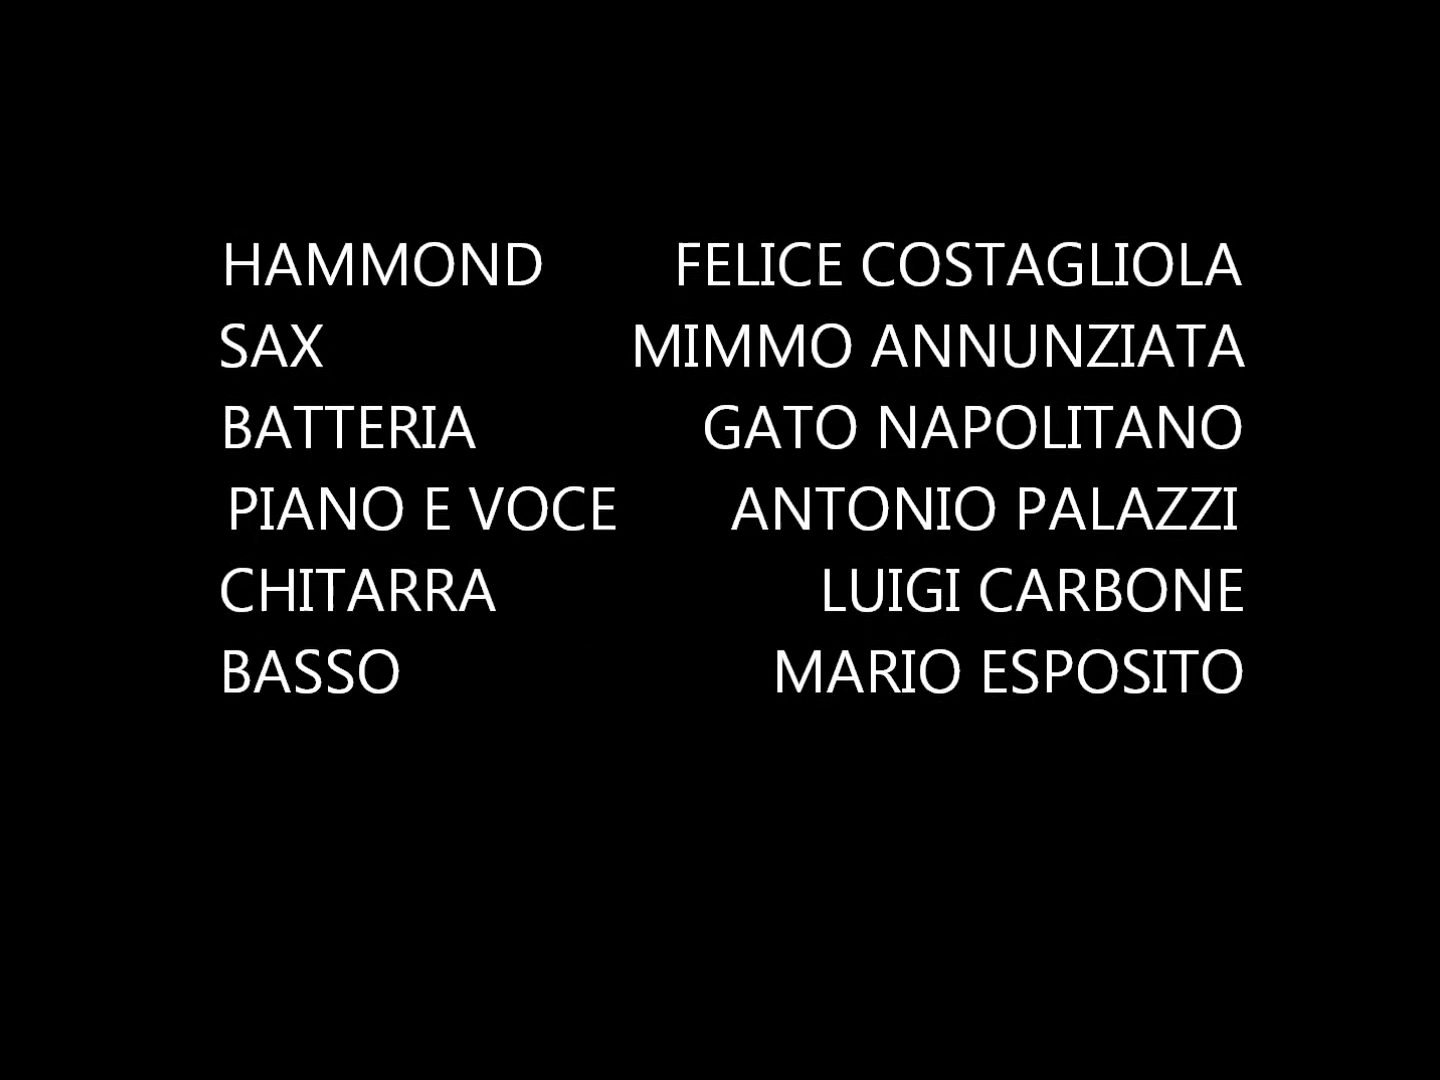 HAMMOND FELICE COSTAGLIOLA
SAX MIMMO ANNUNZIATA
BATTERIA GATO NAPOLITANO
PIANO E VOCE ANTONIO PALAZZI
CHITARRA LUIGI CARBONE
BASSO MARIO ESPOSITO